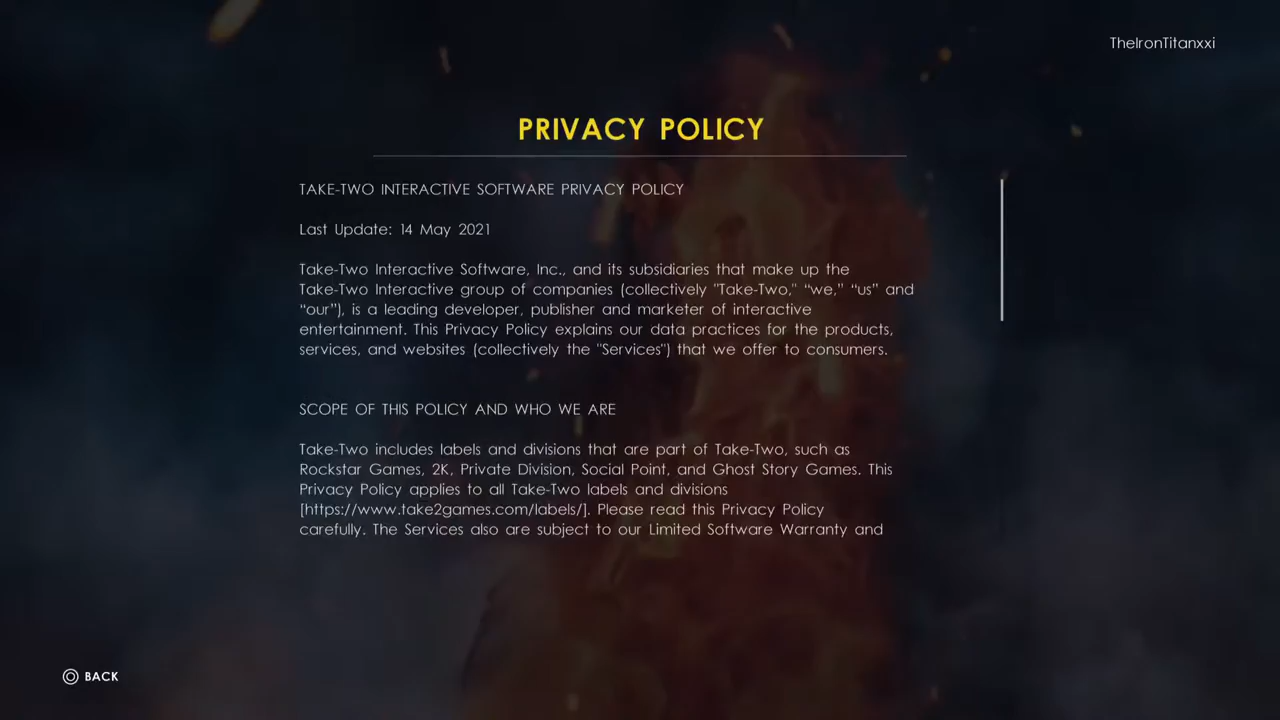 TheIronTitanxxi
PRIVACY POLICY
TAKE-TWO INTERACTIVE SOFTWARE PRIVACY POLICY
Last Update: 14 May 2021
Take-Two Interactive Software, Inc., and its subsidiaries that make up the
Take-Two Interactive group of companies (collectively "Take-Two," “we,” “us” and
“our”), is a leading developer, publisher and marketer of interactive
entertainment. This Privacy Policy explains our data practices for the products,
services, and websites (collectively the "Services") that we offer to consumers.
SCOPE OF THIS POLICY AND WHO WE ARE
Take-Two includes labels and divisions that are part of Take-Two, such as
Rockstar Games, 2K, Private Division, Social Point, and Ghost Story Games. This
Privacy Policy applies to all Take-Two labels and divisions
[https://www.take2games.com/labels/]. Please read this Privacy Policy
carefully. The Services also are subject to our Limited Software Warranty and
BACK